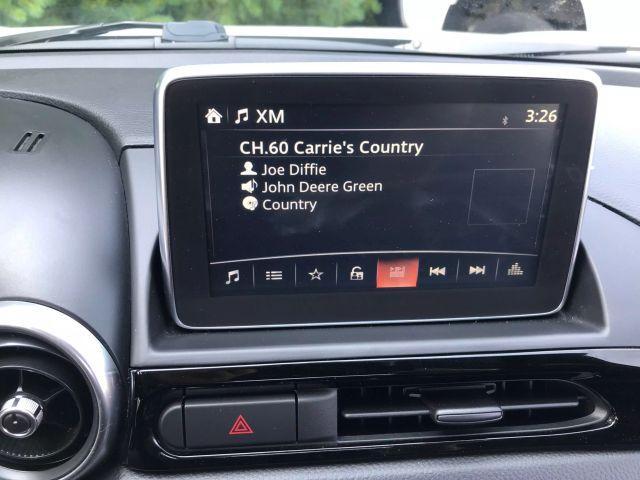 XM
3:26
CH.60 Carrie's Country
Joe Diffie
John Deere Green
Country